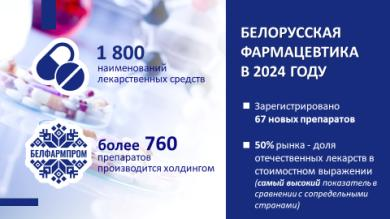 1 800
наименований
лекарственных средств
БЕЛФАРМПРОМ
более 760
препаратов
производится холдингом
БЕЛОРУССКАЯ
ФАРМАЦЕВТИКА
В 2024 ГОДУ
Зарегистрировано
67 новых препаратов
50% рынка - доля
отечественных лекарств в
стоимостном выражении
(самый высокий показатель в
сравнении с сопредельными
странами)